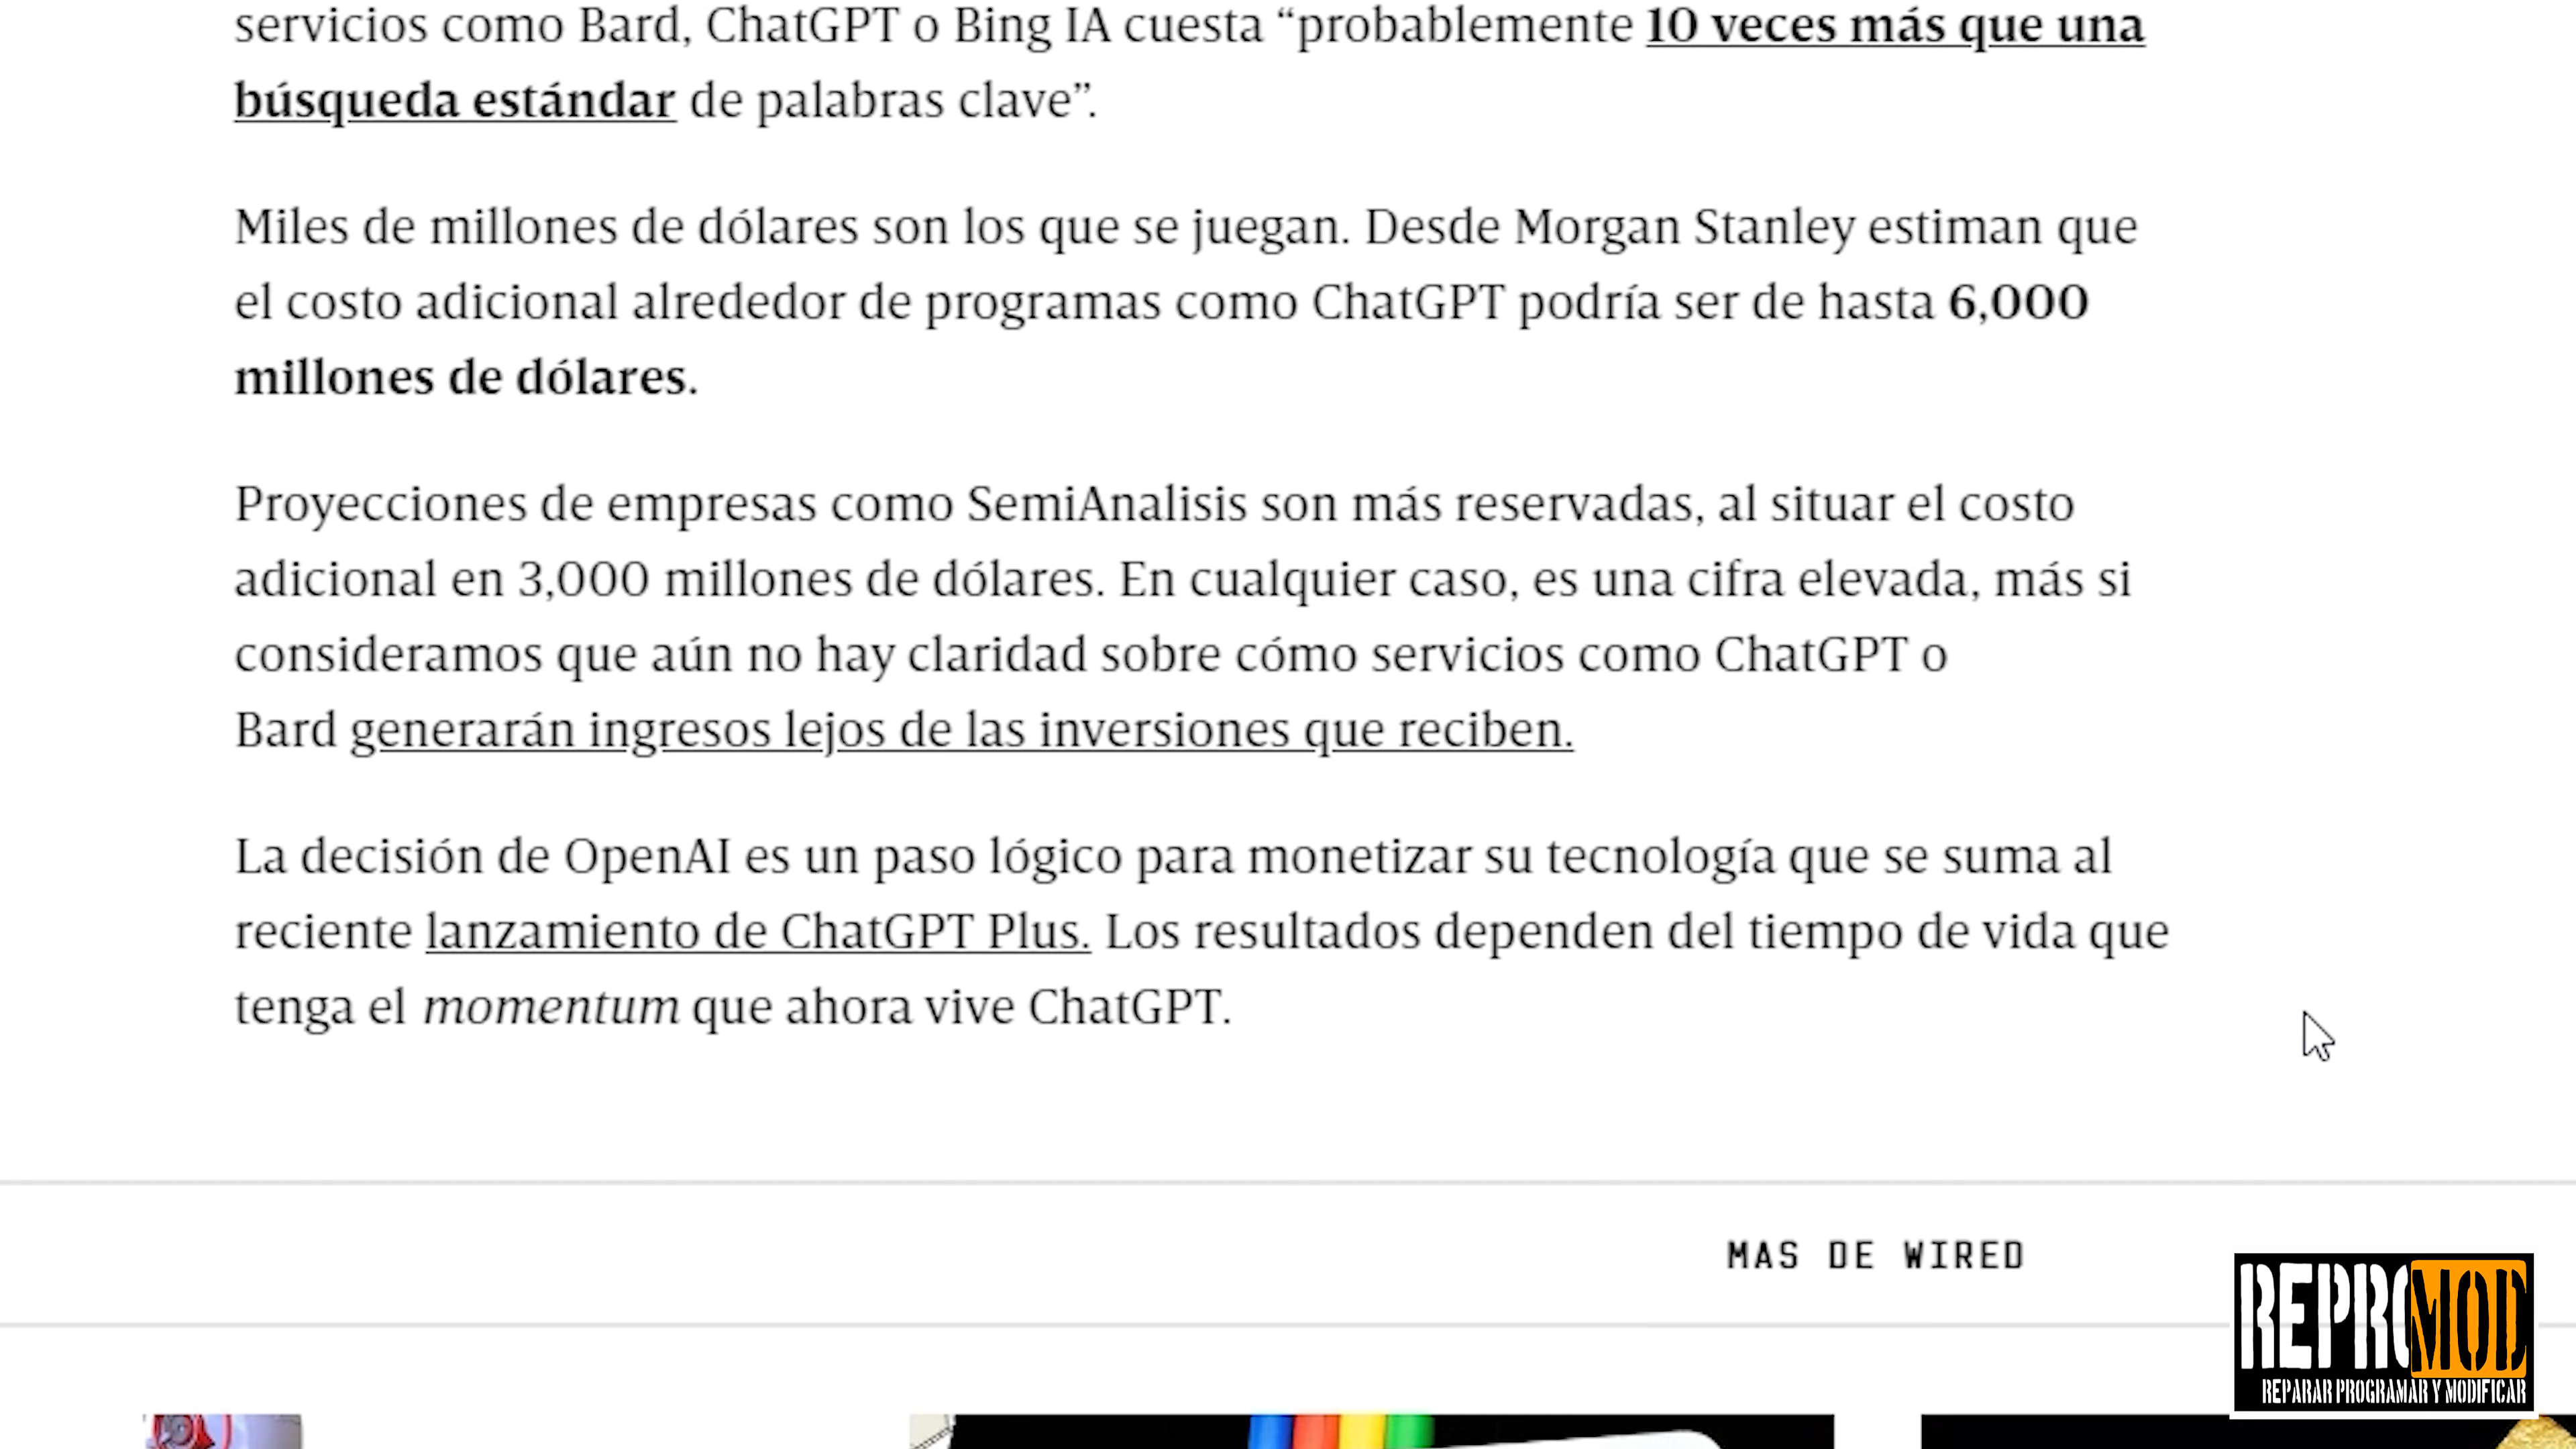 servicios como Bard, ChatGPT o Bing IA cuesta “probablemente 10 veces más que una
búsqueda estándar de palabras clave”.
Miles de millones de dólares son los que se juegan. Desde Morgan Stanley estiman que
el costo adicional alrededor de programas como ChatGPT podría ser de hasta 6,000
millones de dólares.
Proyecciones de empresas como SemiAnalisis son más reservadas, al situar el costo
adicional en 3,000 millones de dólares. En cualquier caso, es una cifra elevada, más si
consideramos que aún no hay claridad sobre cómo servicios como ChatGPT o
Bard generarán ingresos lejos de las inversiones que reciben.
La decisión de OpenAI es un paso lógico para monetizar su tecnología que se suma al
reciente lanzamiento de ChatGPT Plus. Los resultados dependen del tiempo de vida que
tenga el momentum que ahora vive ChatGPT.
MAS DE WIRED
REPROMOD
REPARAR PROGRAMAR Y MODIFICAR